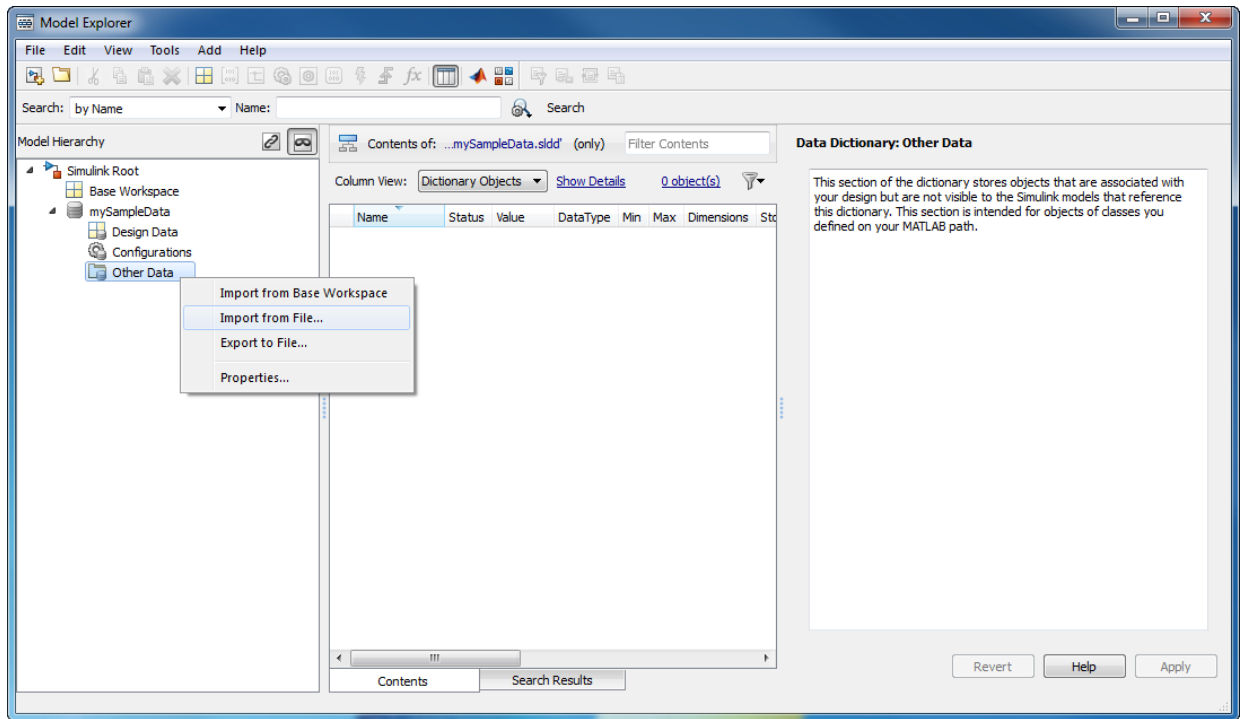 Model Explorer
File Edit View Tools Add Help
fx
Search: by Name Name: Search
Model Hierarchy
Contents of: ...mySampleData.sldd' (only) Filter Contents
Data Dictionary: Other Data
Simulink Root
Base Workspace
mySampleData
Design Data
Configurations
Other Data
Column View: Dictionary Objects Show Details 0 object(s)
Name Status Value DataType Min Max Dimensions Stc
Import from Base Workspace
Import from File...
Export to File...
Properties...
This section of the dictionary stores objects that are associated with
your design but are not visible to the Simulink models that reference
this dictionary. This section is intended for objects of classes you
defined on your MATLAB path.
Contents Search Results
Revert Help Apply